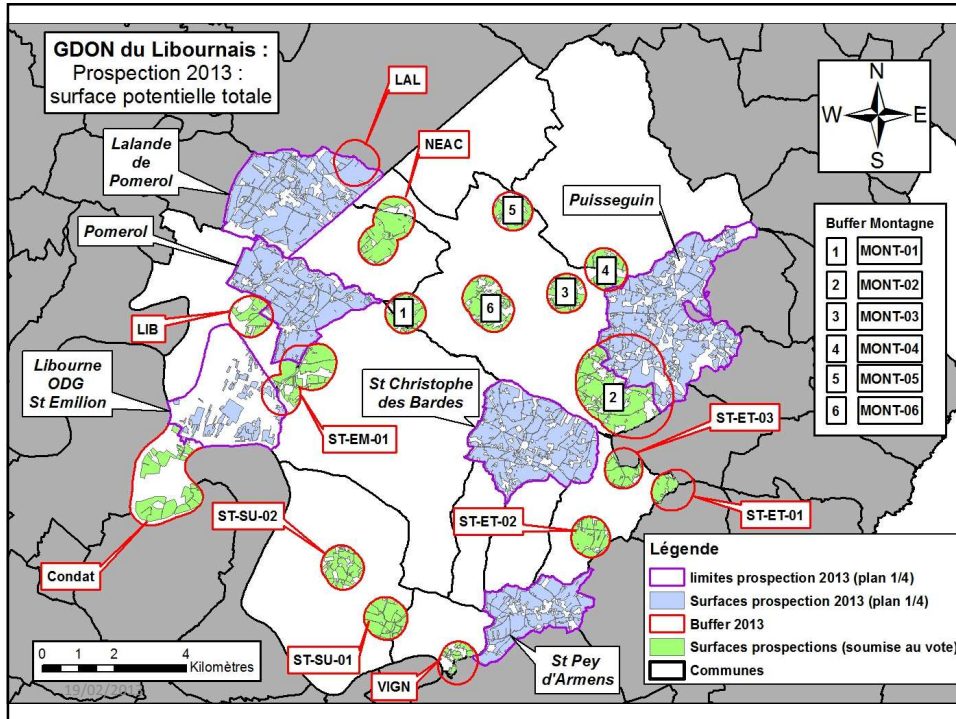 GDON du Libournais :
Prospection 2013 :
surface potentielle totale
LAL
NEAC
Lalande
de
Pomerol
Pomerol
LIB
Libourne
ODG
St Emilion
ST-EM-01
St Christophe
des Bardes
Puisseguin
5
4
3
6
1
2
ST-ET-03
ST-ET-01
ST-ET-02
ST-SU-02
Condat
ST-SU-01
VIGN
St Pey
d'Armens
N
W E
S
Buffer Montagne
1 MONT-01
2 MONT-02
3 MONT-03
4 MONT-04
5 MONT-05
6 MONT-06
Légende
limites prospection 2013 (plan 1/4)
Surfaces prospection 2013 (plan 1/4)
Buffer 2013
Surfaces prospections (soumise au vote)
Communes
0 2 4
Kilomètres